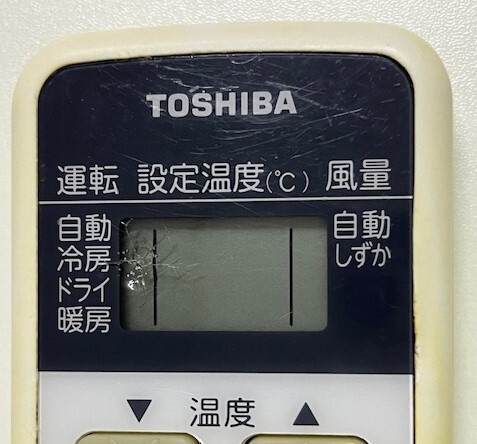 TOSHIBA
運転 設定温度(℃) 風量
自動
冷房
ドライ
暖房
自動
しずか
▼ 温度 ▲